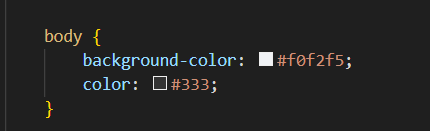 body {
    background-color: #f0f2f5;
    color: #333;
}